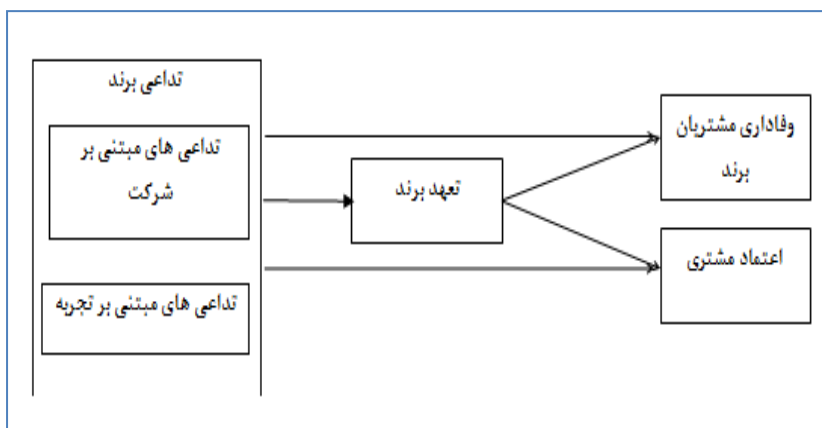 تداعی برند
تداعی های مبتنی بر
شرکت
تداعی های مبتنی بر تجربه
تعهد برند
وفاداری مشتریان
برند
اعتماد مشتری